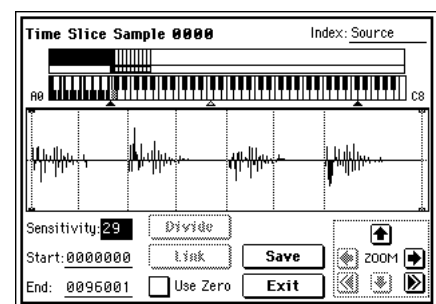 Time Slice Sample 0000 Index: Source
A0 C8
Sensitivity: 29 Divide
Start: 0000000 Link Save ZOOM
End: 0096001 Use Zero Exit